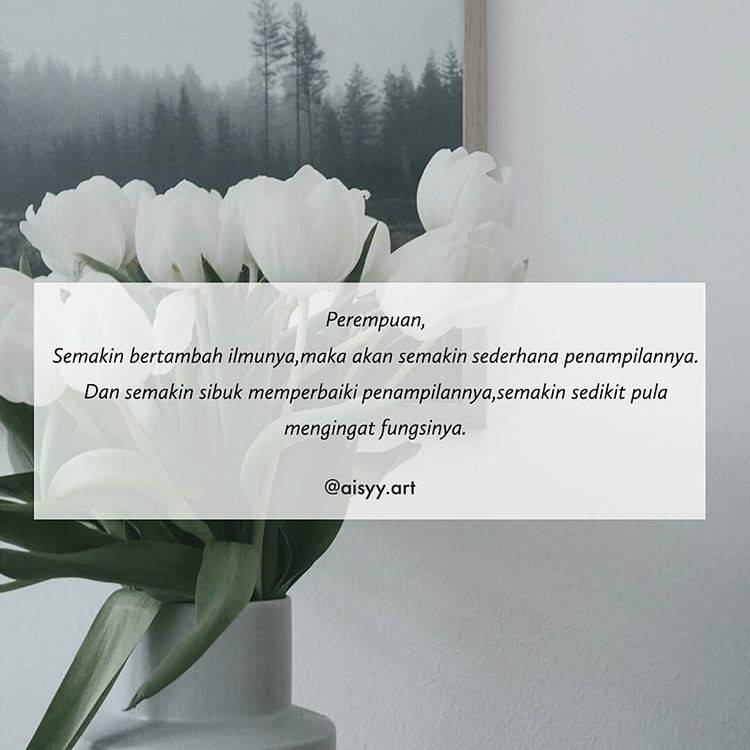 Perempuan,
Semakin bertambah ilmunya,maka akan semakin sederhana penampilannya.
Dan semakin sibuk memperbaiki penampilannya,semakin sedikit pula
mengingat fungsinya.
@aisyy.art